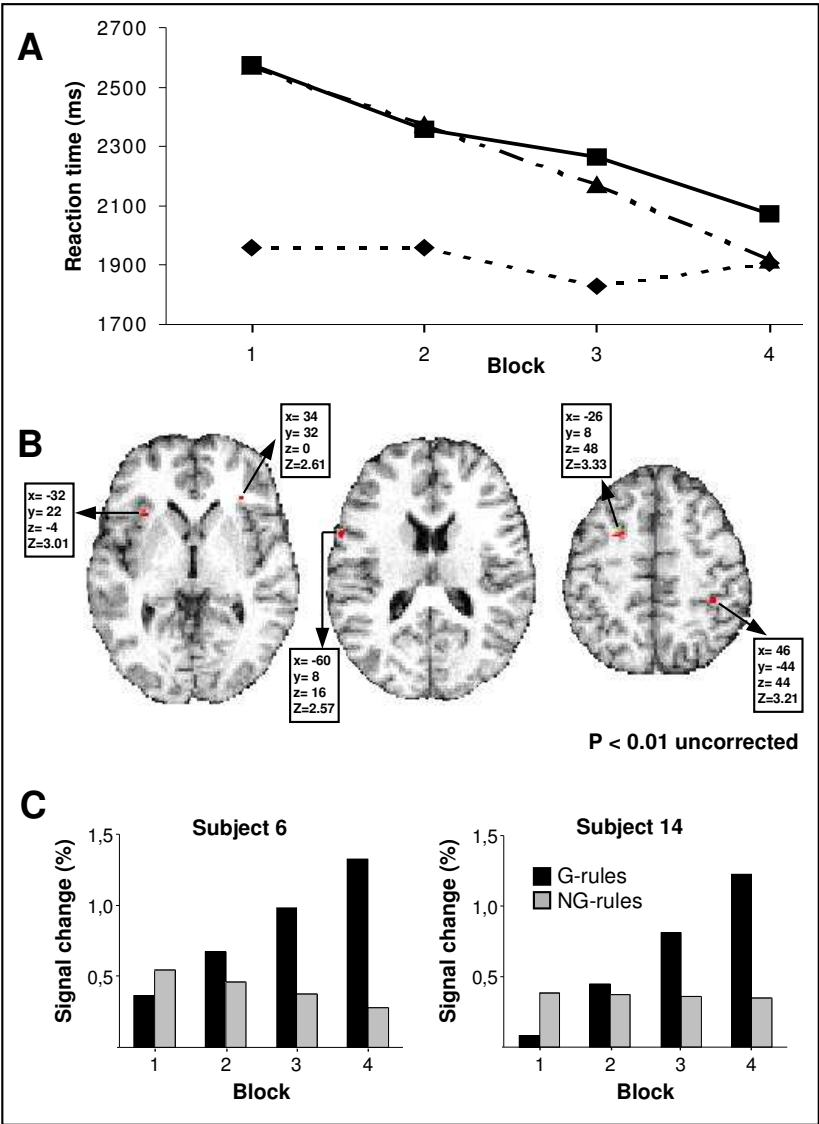 A
Reaction time (ms)
2700
2500
2300
2100
1900
1700
1
2
3
4
Block
B
x= -32
y= 22
z= -4
Z=3.01
x= 34
y= 32
z= 0
Z=2.61
x= -60
y= 8
z= 16
Z=2.57
x= -26
y= 8
z= 48
Z=3.33
x= 46
y= -44
z= 44
Z=3.21
P < 0.01 uncorrected
C
Subject 6
Signal change (%)
1,5
1,0
0,5
1
2
3
4
Block
Subject 14
Signal change (%)
1,5
1,0
0,5
G-rules
NG-rules
1
2
3
4
Block